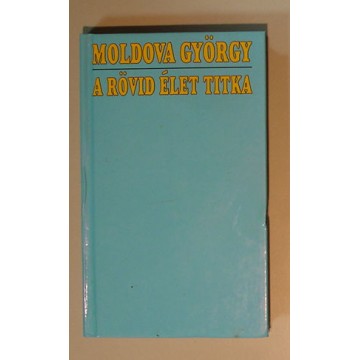 MOLDOVA GYÖRGY
A RÖVID ÉLET TITKA